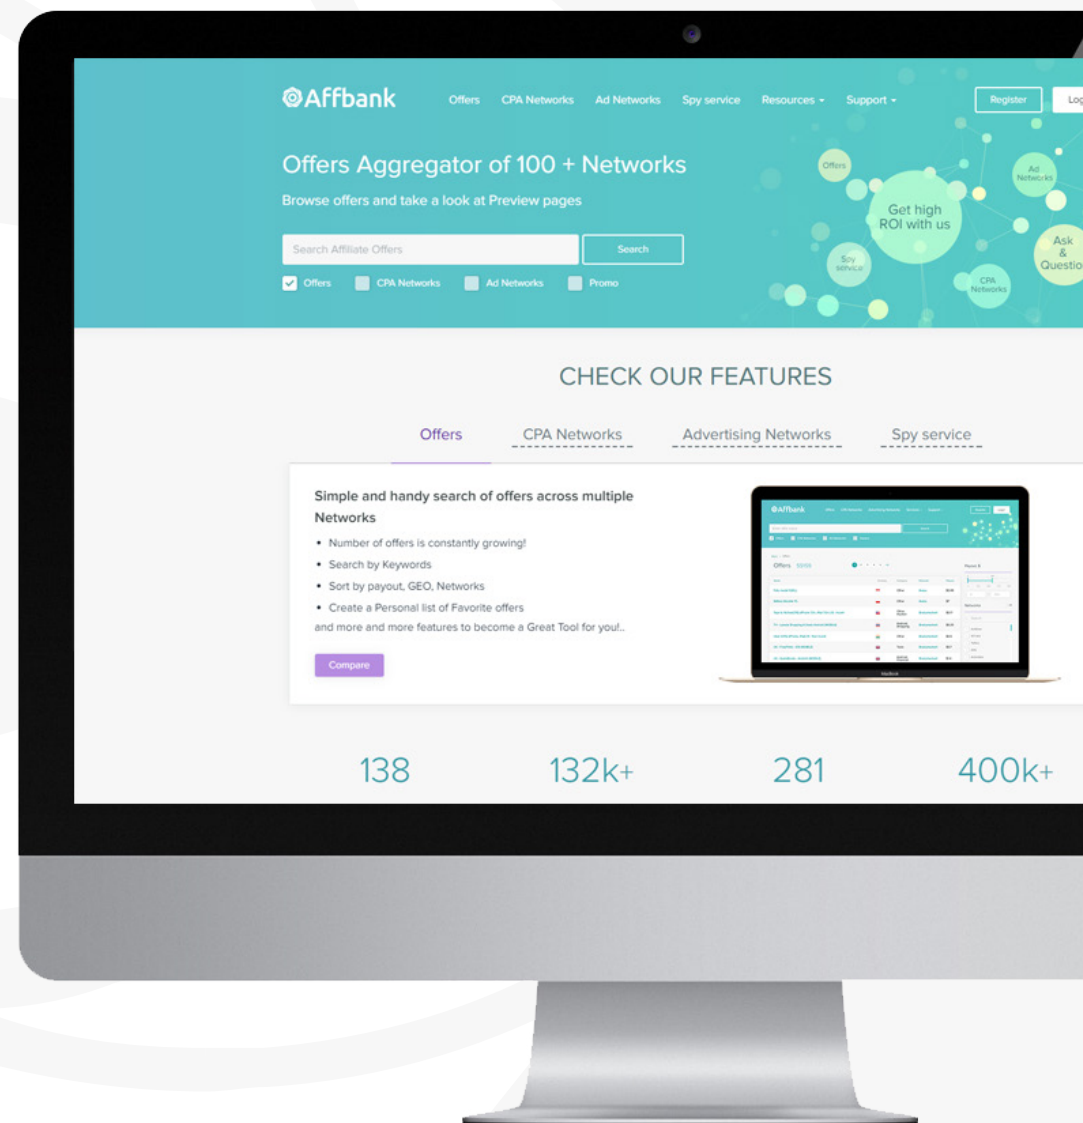 Affbank
Offers CPA Networks Ad Networks Spy service Resources Support Register Log
Offers Aggregator of 100 + Networks
Browse offers and take a look at Preview pages
Search Affiliate Offers Search
Offers CPA Networks Ad Networks Promo
Offers
Ad
Networks
Get high
ROI with us
Ask
&
Questio
Spy
service
CPA
Networks
CHECK OUR FEATURES
Offers CPA Networks Advertising Networks Spy service
Simple and handy search of offers across multiple
Networks
• Number of offers is constantly growing!
• Search by Keywords
• Sort by payout, GEO, Networks
• Create a Personal list of Favorite offers
and more and more features to become a Great Tool for you!..
Compare
Affbank
Offers
MacBook
138 132k+ 281 400k+